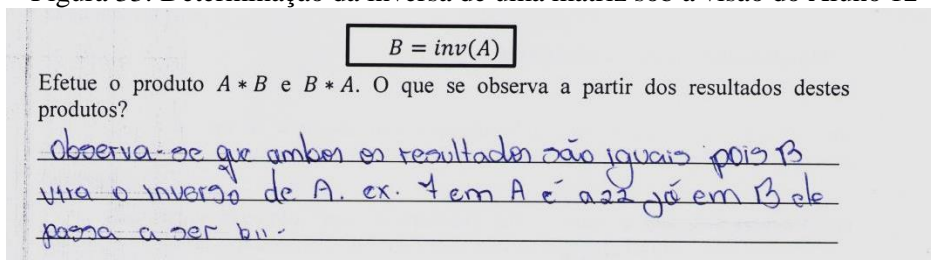 Figura 35: Determinação da inversa de uma matriz sob a visão do Aluno 12
B = inv(A)
Efetue o produto A ∗ B e B ∗ A. O que se observa a partir dos resultados destes
produtos?
Observa-se que ambos os resultados são iguais pois B
vira o inverso de A. ex. 7 em A é a22 já em B ele
passa a ser b11.